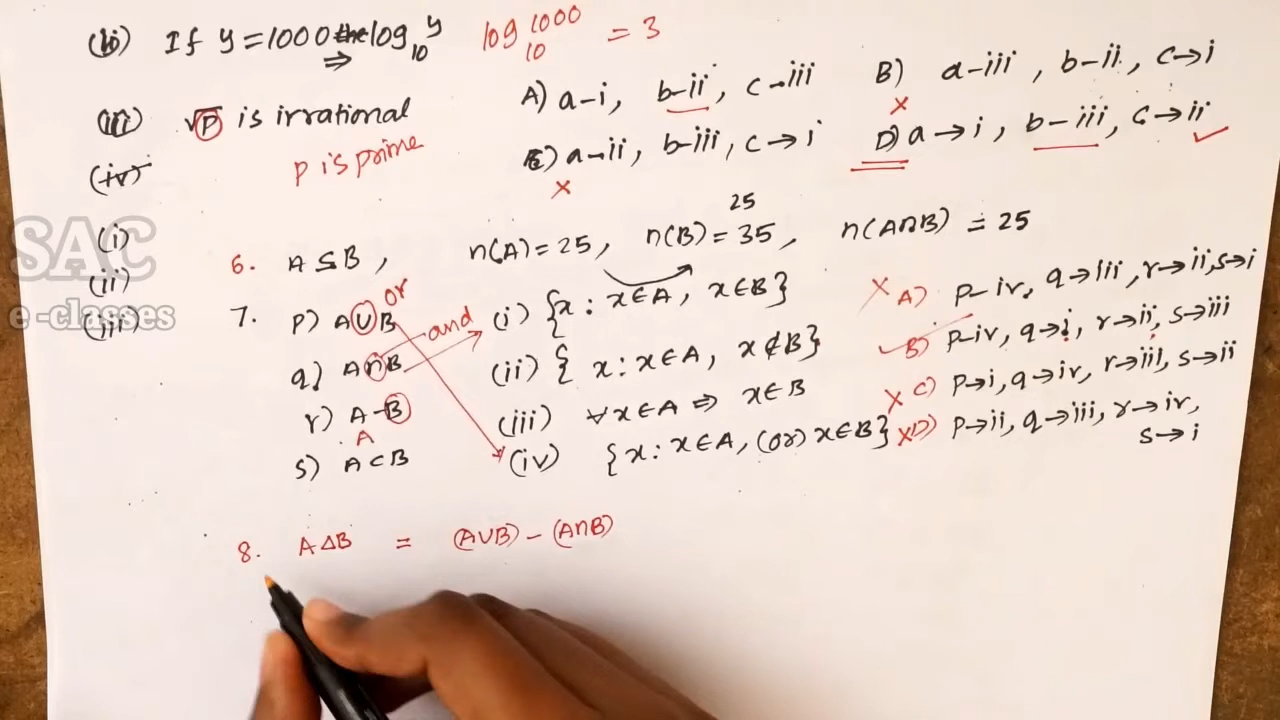 (ii) If y = 1000 the log₁₀ y log₁₀ 1000 = 3
⇒
(iii) √P is irrational
P is prime
(iv)
A) a-i, b-ii, c-iii B) a-iii, b-ii, c→i
C) a-ii, b-iii, c→i D) a→i, b-iii, c→ii
SAC
e-classes
(i)
(ii)
(iii)
25
6. A⊆B, n(A)=25, n(B)=35, n(A∩B) = 25
7. p) A∪B or (i) {x : x∈A, x∈B}
q) A∩B and (ii) { x : x∈A, x∉B}
r) A-B (iii) ∀x∈A ⇒ x∈B
A
s) A⊂B (iv) {x : x∈A, (or) x∈B}
A) p-iv, q→iii, r→ii, s→i
B) p-iv, q→i, r→ii, s→iii
C) p→i, q→iv, r→iii, s→ii
D) p→ii, q→iii, r→iv,
s→i
8. A∆B = (A∪B) - (A∩B)